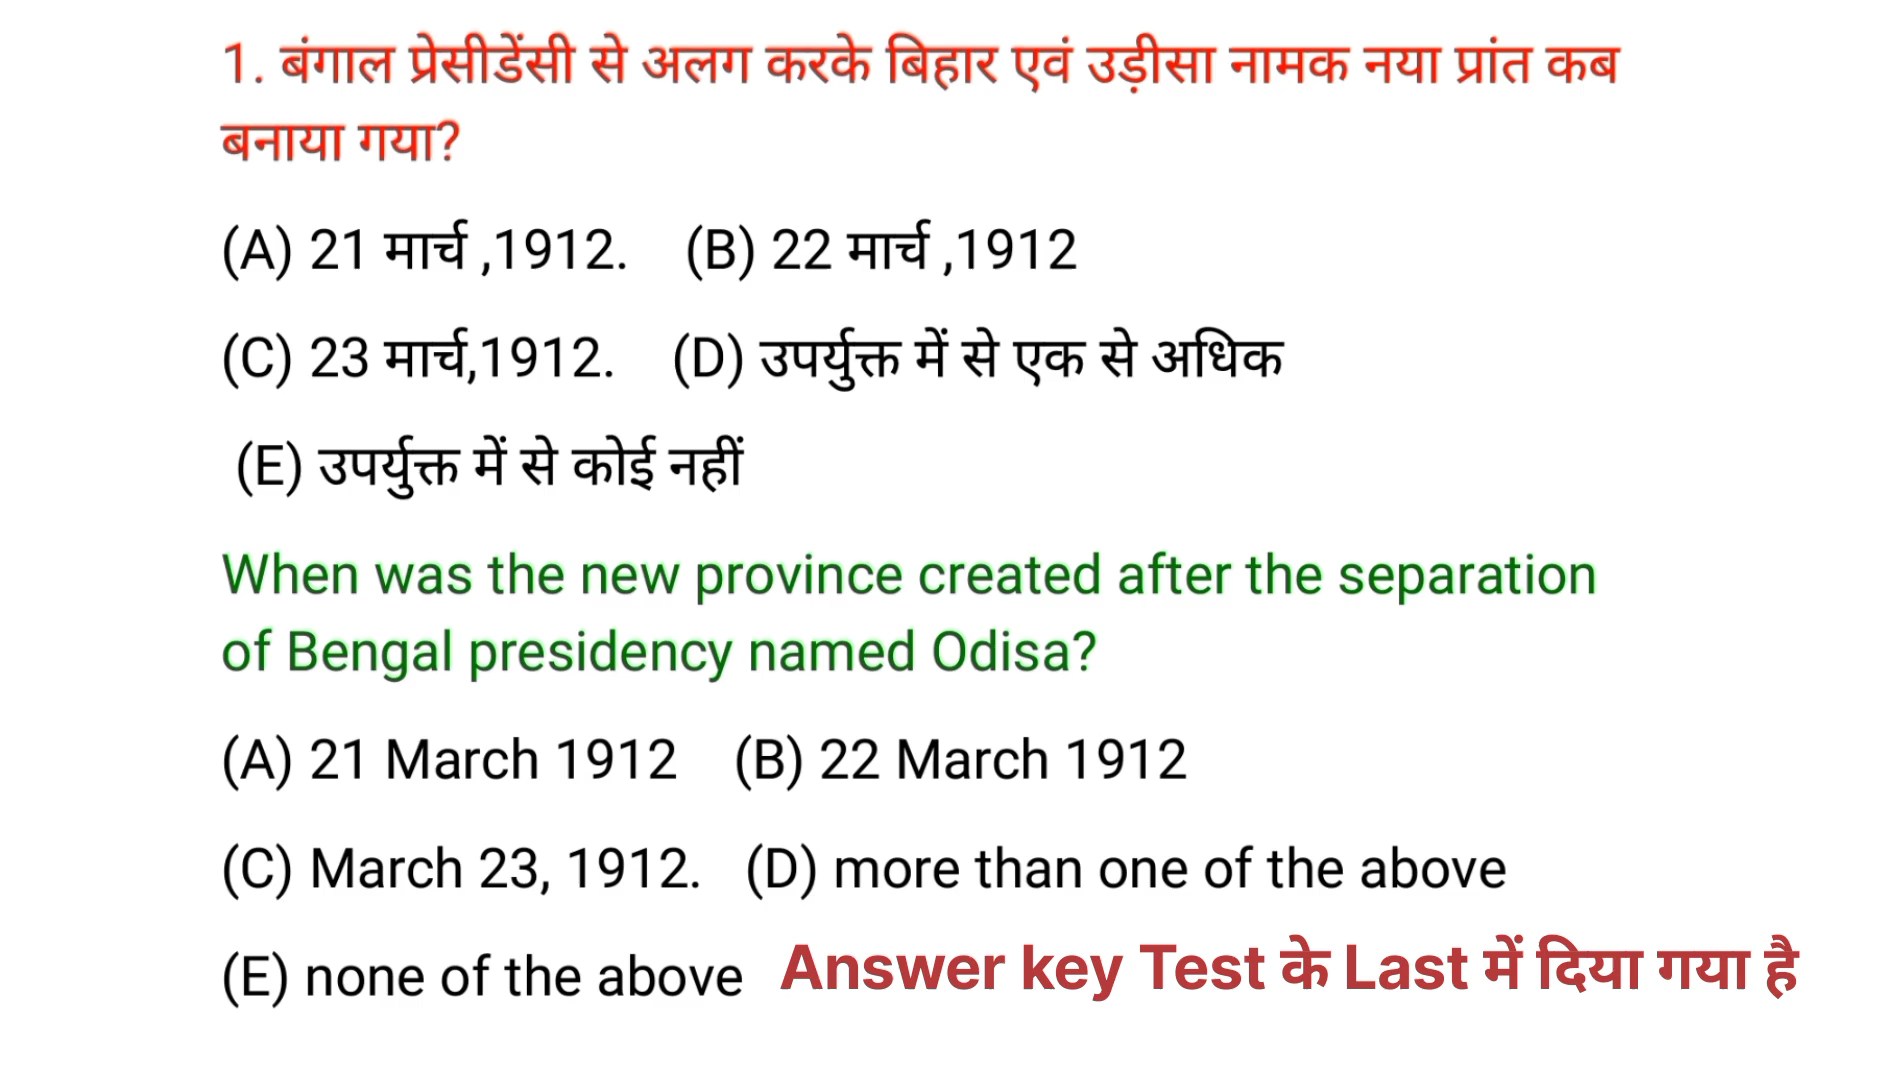 1. बंगाल प्रेसीडेंसी से अलग करके बिहार एवं उड़ीसा नामक नया प्रांत कब
बनाया गया?
(A) 21 मार्च ,1912. (B) 22 मार्च ,1912
(C) 23 मार्च,1912. (D) उपर्युक्त में से एक से अधिक
(E) उपर्युक्त में से कोई नहीं
When was the new province created after the separation
of Bengal presidency named Odisa?
(A) 21 March 1912 (B) 22 March 1912
(C) March 23, 1912. (D) more than one of the above
(E) none of the above Answer key Test के Last में दिया गया है